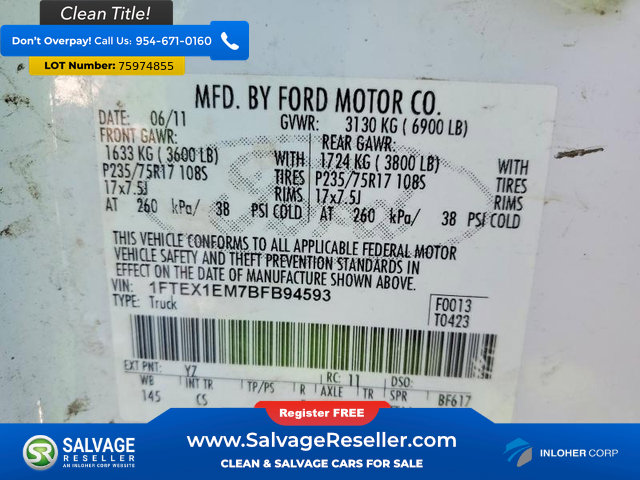 Clean Title!
Don't Overpay! Call Us: 954-671-0160
LOT Number: 75974855
MFD. BY FORD MOTOR CO.
DATE: 06/11 GVWR: 3130 KG ( 6900 LB)
FRONT GAWR: REAR GAWR:
1633 KG ( 3600 LB) WITH 1724 KG ( 3800 LB) WITH
P235/75R17 108S TIRES P235/75R17 108S TIRES
17x7.5J RIMS 17x7.5J RIMS
AT 260 kPa/ 38 PSI COLD AT 260 kPa/ 38 PSI COLD
THIS VEHICLE CONFORMS TO ALL APPLICABLE FEDERAL MOTOR
VEHICLE SAFETY AND THEFT PREVENTION STANDARDS IN
EFFECT ON THE DATE OF MANUFACTURE SHOWN ABOVE.
VIN: 1FTEX1EM7BFB94593 F0013
TYPE: Truck T0423
EXT PNT: YZ RC: 11 DSO:
WB INT TR TP/PS R AXLE TR SPR BF617
145 CS
Register FREE
SR SALVAGE RESELLER
AN INLOHER CORP WEBSITE
www.SalvageReseller.com
CLEAN & SALVAGE CARS FOR SALE
INLOHER CORP